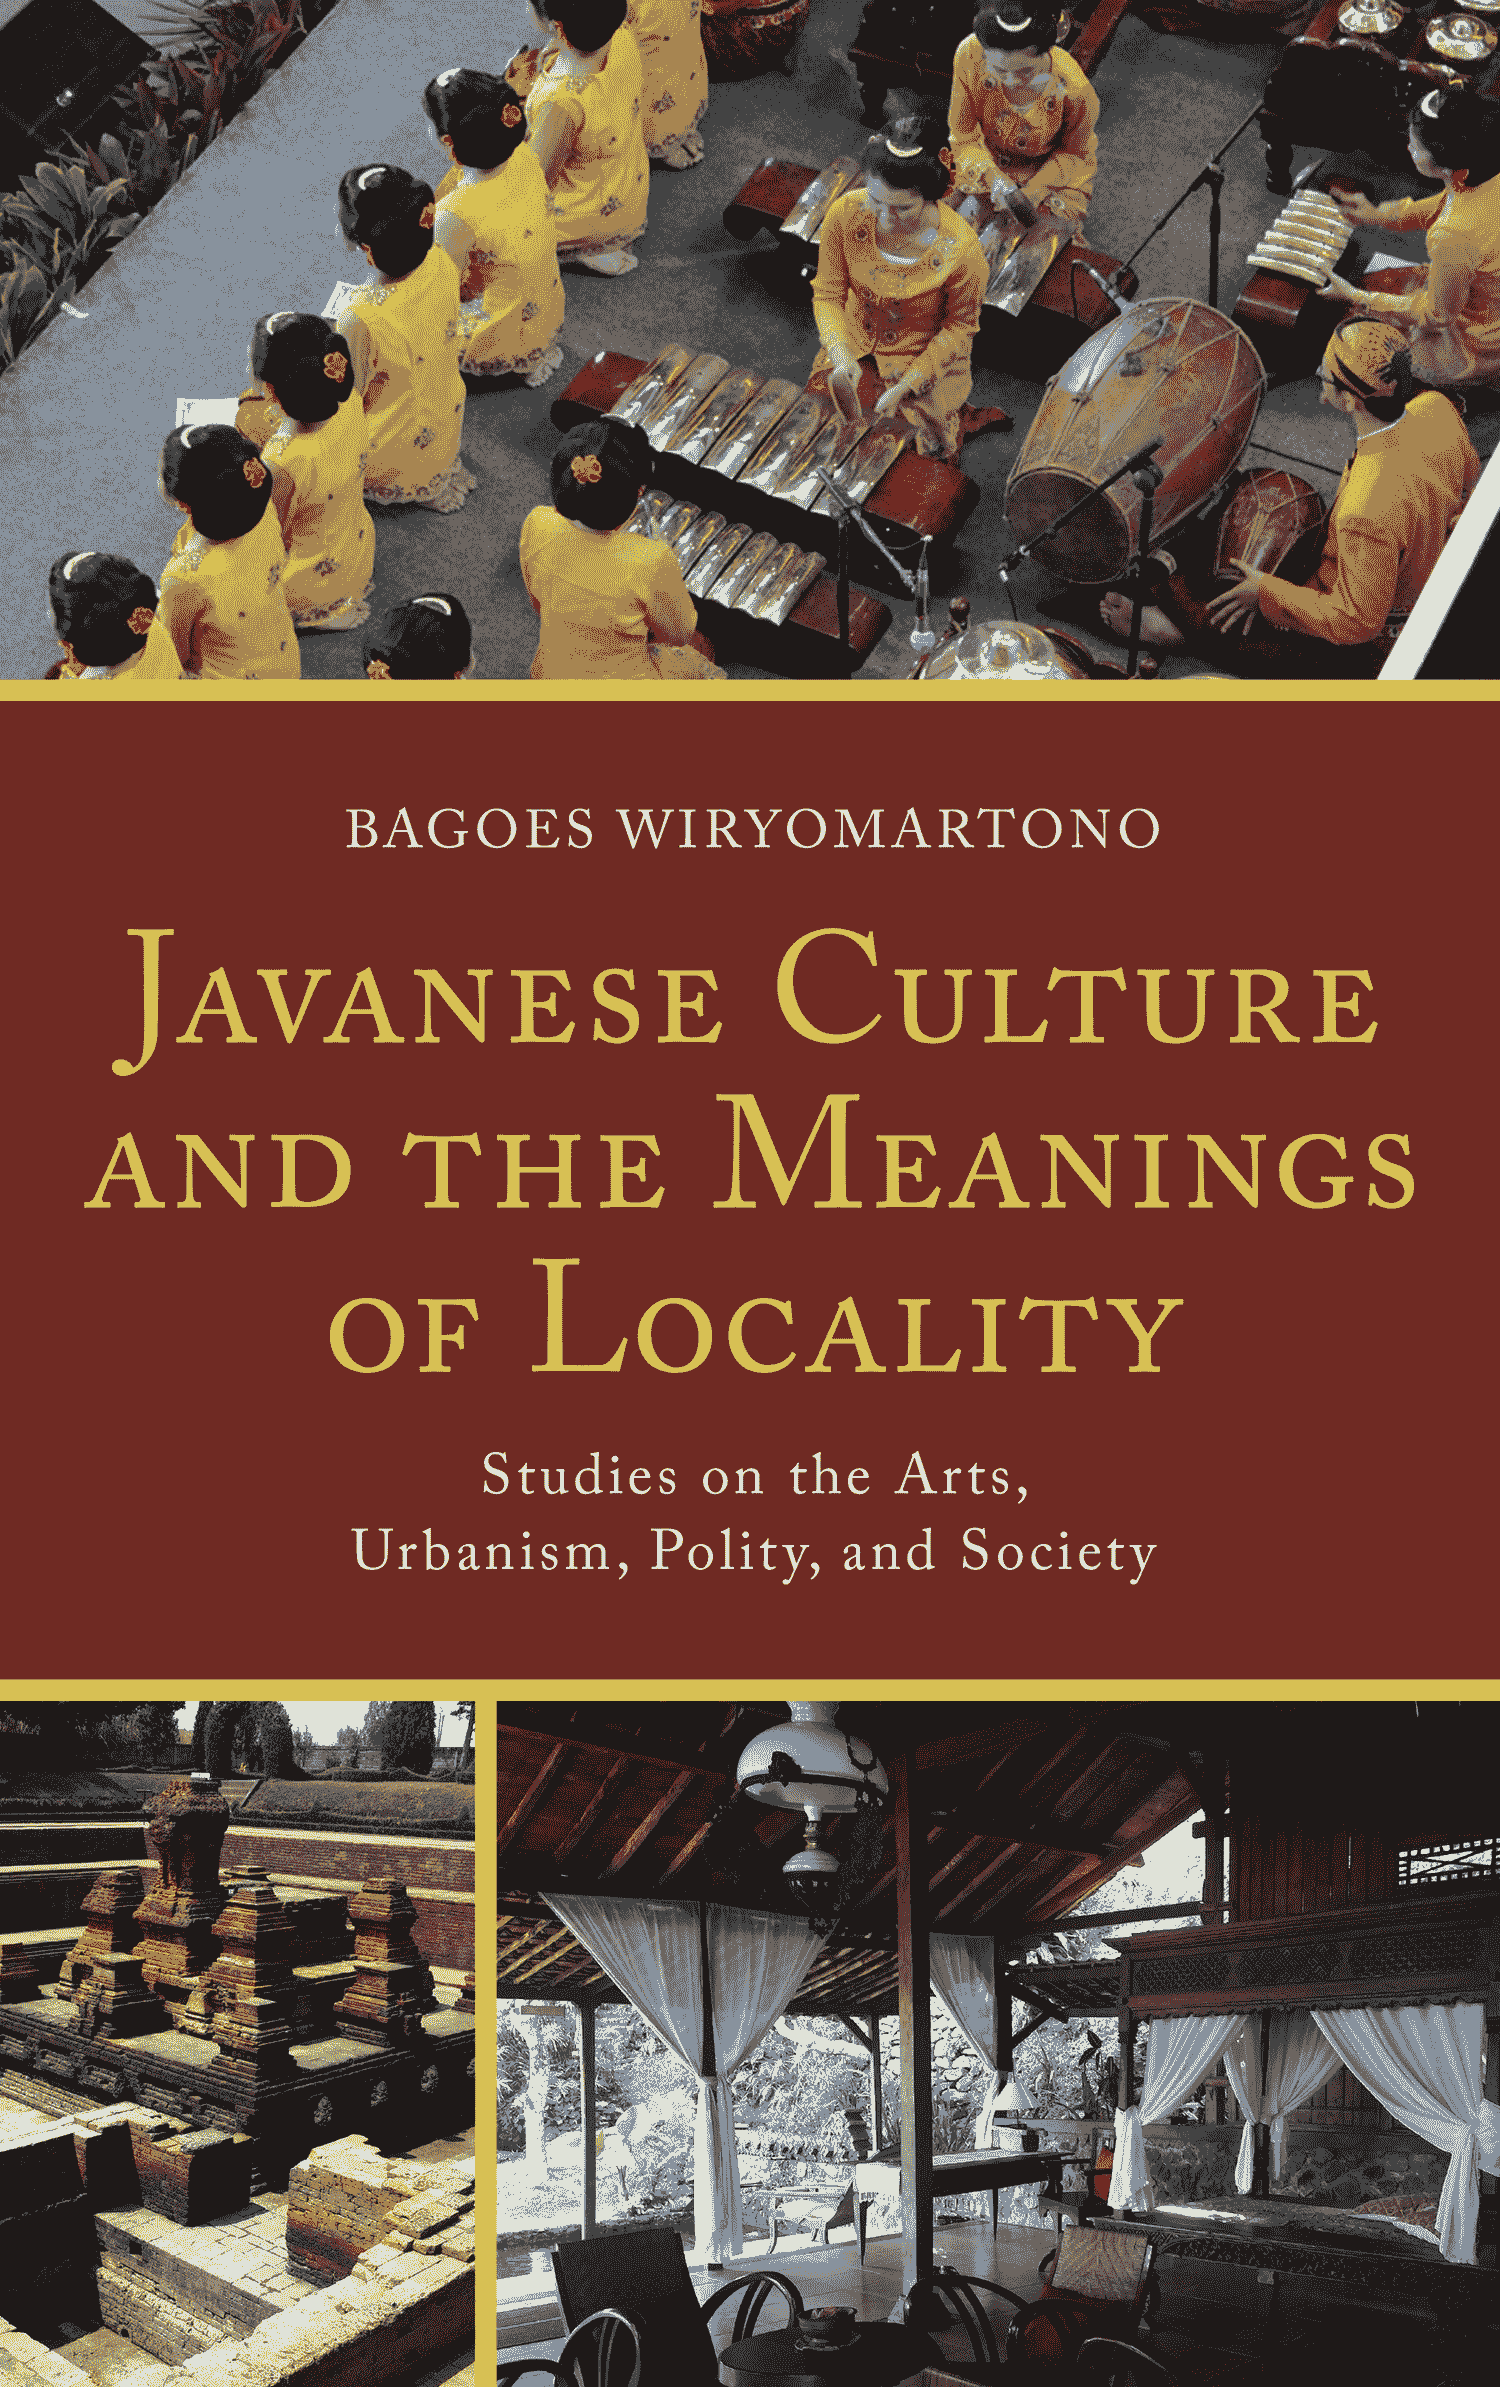 BAGOES WIRYOMARTONO
JAVANESE CULTURE
AND THE MEANINGS
OF LOCALITY
Studies on the Arts,
Urbanism, Polity, and Society